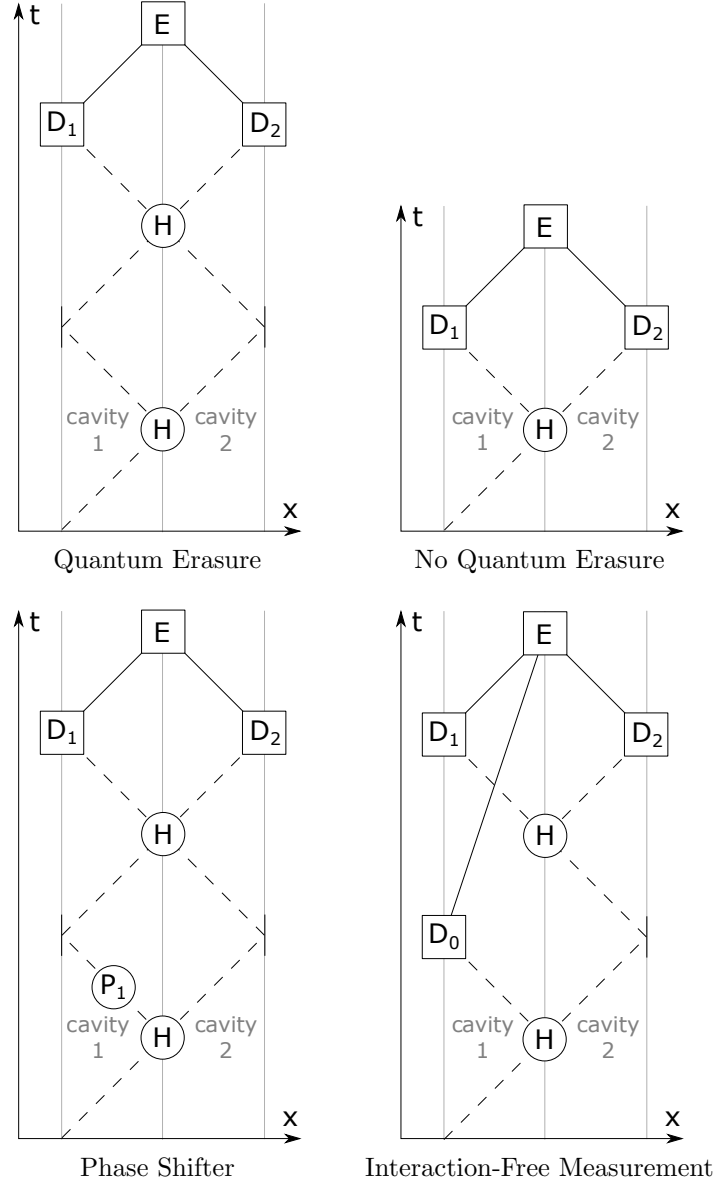 t
E
D1 D2
H
cavity 1 H cavity 2
x
Quantum Erasure
t
E
D1 D2
cavity 1 H cavity 2
x
No Quantum Erasure
t
E
D1 D2
H
P1
cavity 1 H cavity 2
x
Phase Shifter
t
E
D1 D2
H
D0
cavity 1 H cavity 2
x
Interaction-Free Measurement